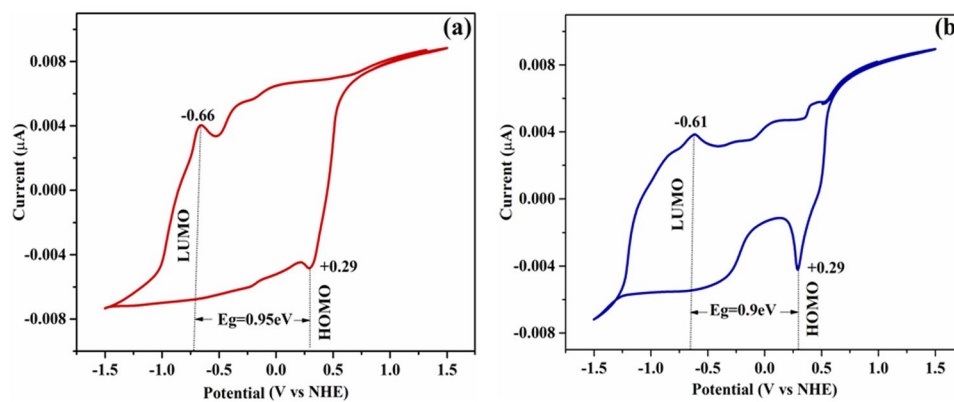 (a)
0.008
0.004
0.000
-0.004
-0.008
Current (µA)
-0.66
LUMO
+0.29
HOMO
Eg=0.95eV
-1.5 -1.0 -0.5 0.0 0.5 1.0 1.5
Potential (V vs NHE)
(b)
0.008
0.004
0.000
-0.004
-0.008
Current (µA)
-0.61
LUMO
+0.29
HOMO
Eg=0.9eV
-1.5 -1.0 -0.5 0.0 0.5 1.0 1.5
Potential (V vs NHE)